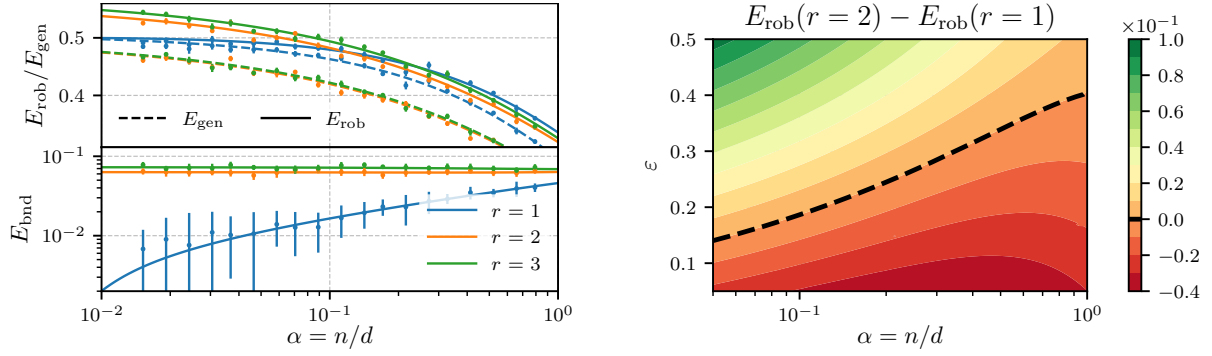 E_rob/E_gen
0.5
0.4
E_gen
E_rob
E_bnd
10^−1
10^−2
r = 1
r = 2
r = 3
10^−2
10^−1
10^0
α = n/d
E_rob(r = 2) − E_rob(r = 1)
ε
0.5
0.4
0.3
0.2
0.1
10^−1
10^0
α = n/d
×10^−1
1.0
0.8
0.6
0.4
0.2
0.0
−0.2
−0.4